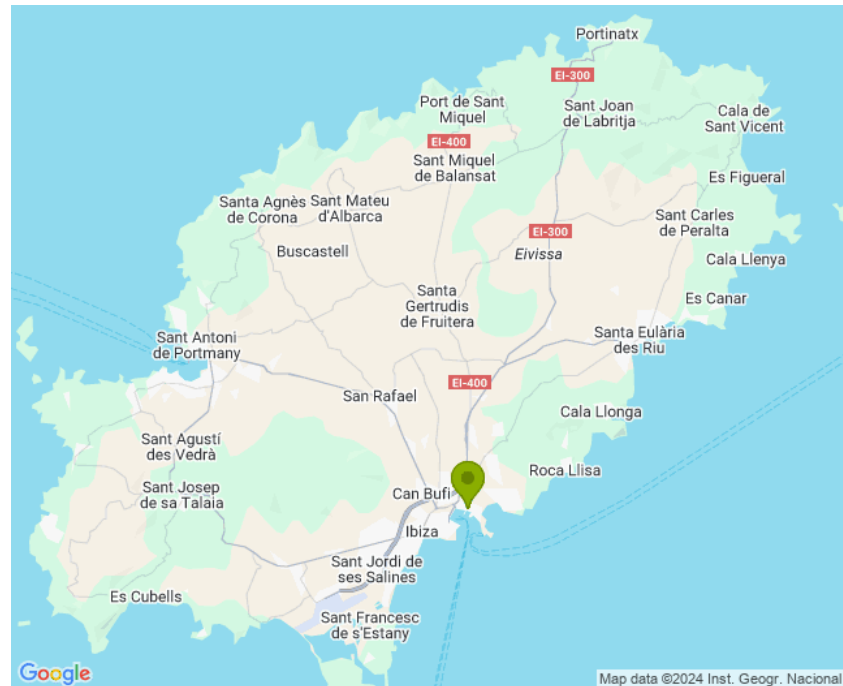 Portinatx
EI-300
Port de Sant
Miquel
Sant Joan
de Labritja
Cala de
Sant Vicent
EI-400
Sant Miquel
de Balansat
Es Figueral
Santa Agnès
de Corona
Sant Mateu
d'Albarca
Sant Carles
de Peralta
EI-300
Buscastell
Eivissa
Cala Llenya
Santa
Gertrudis
de Fruitera
Es Canar
Sant Antoni
de Portmany
Santa Eulària
des Riu
EI-400
San Rafael
Cala Llonga
Sant Agustí
des Vedrà
Roca Llisa
Sant Josep
de sa Talaia
Can Bufi
Ibiza
Sant Jordi de
ses Salines
Es Cubells
Sant Francesc
de s'Estany
Google
Map data ©2024 Inst. Geogr. Nacional